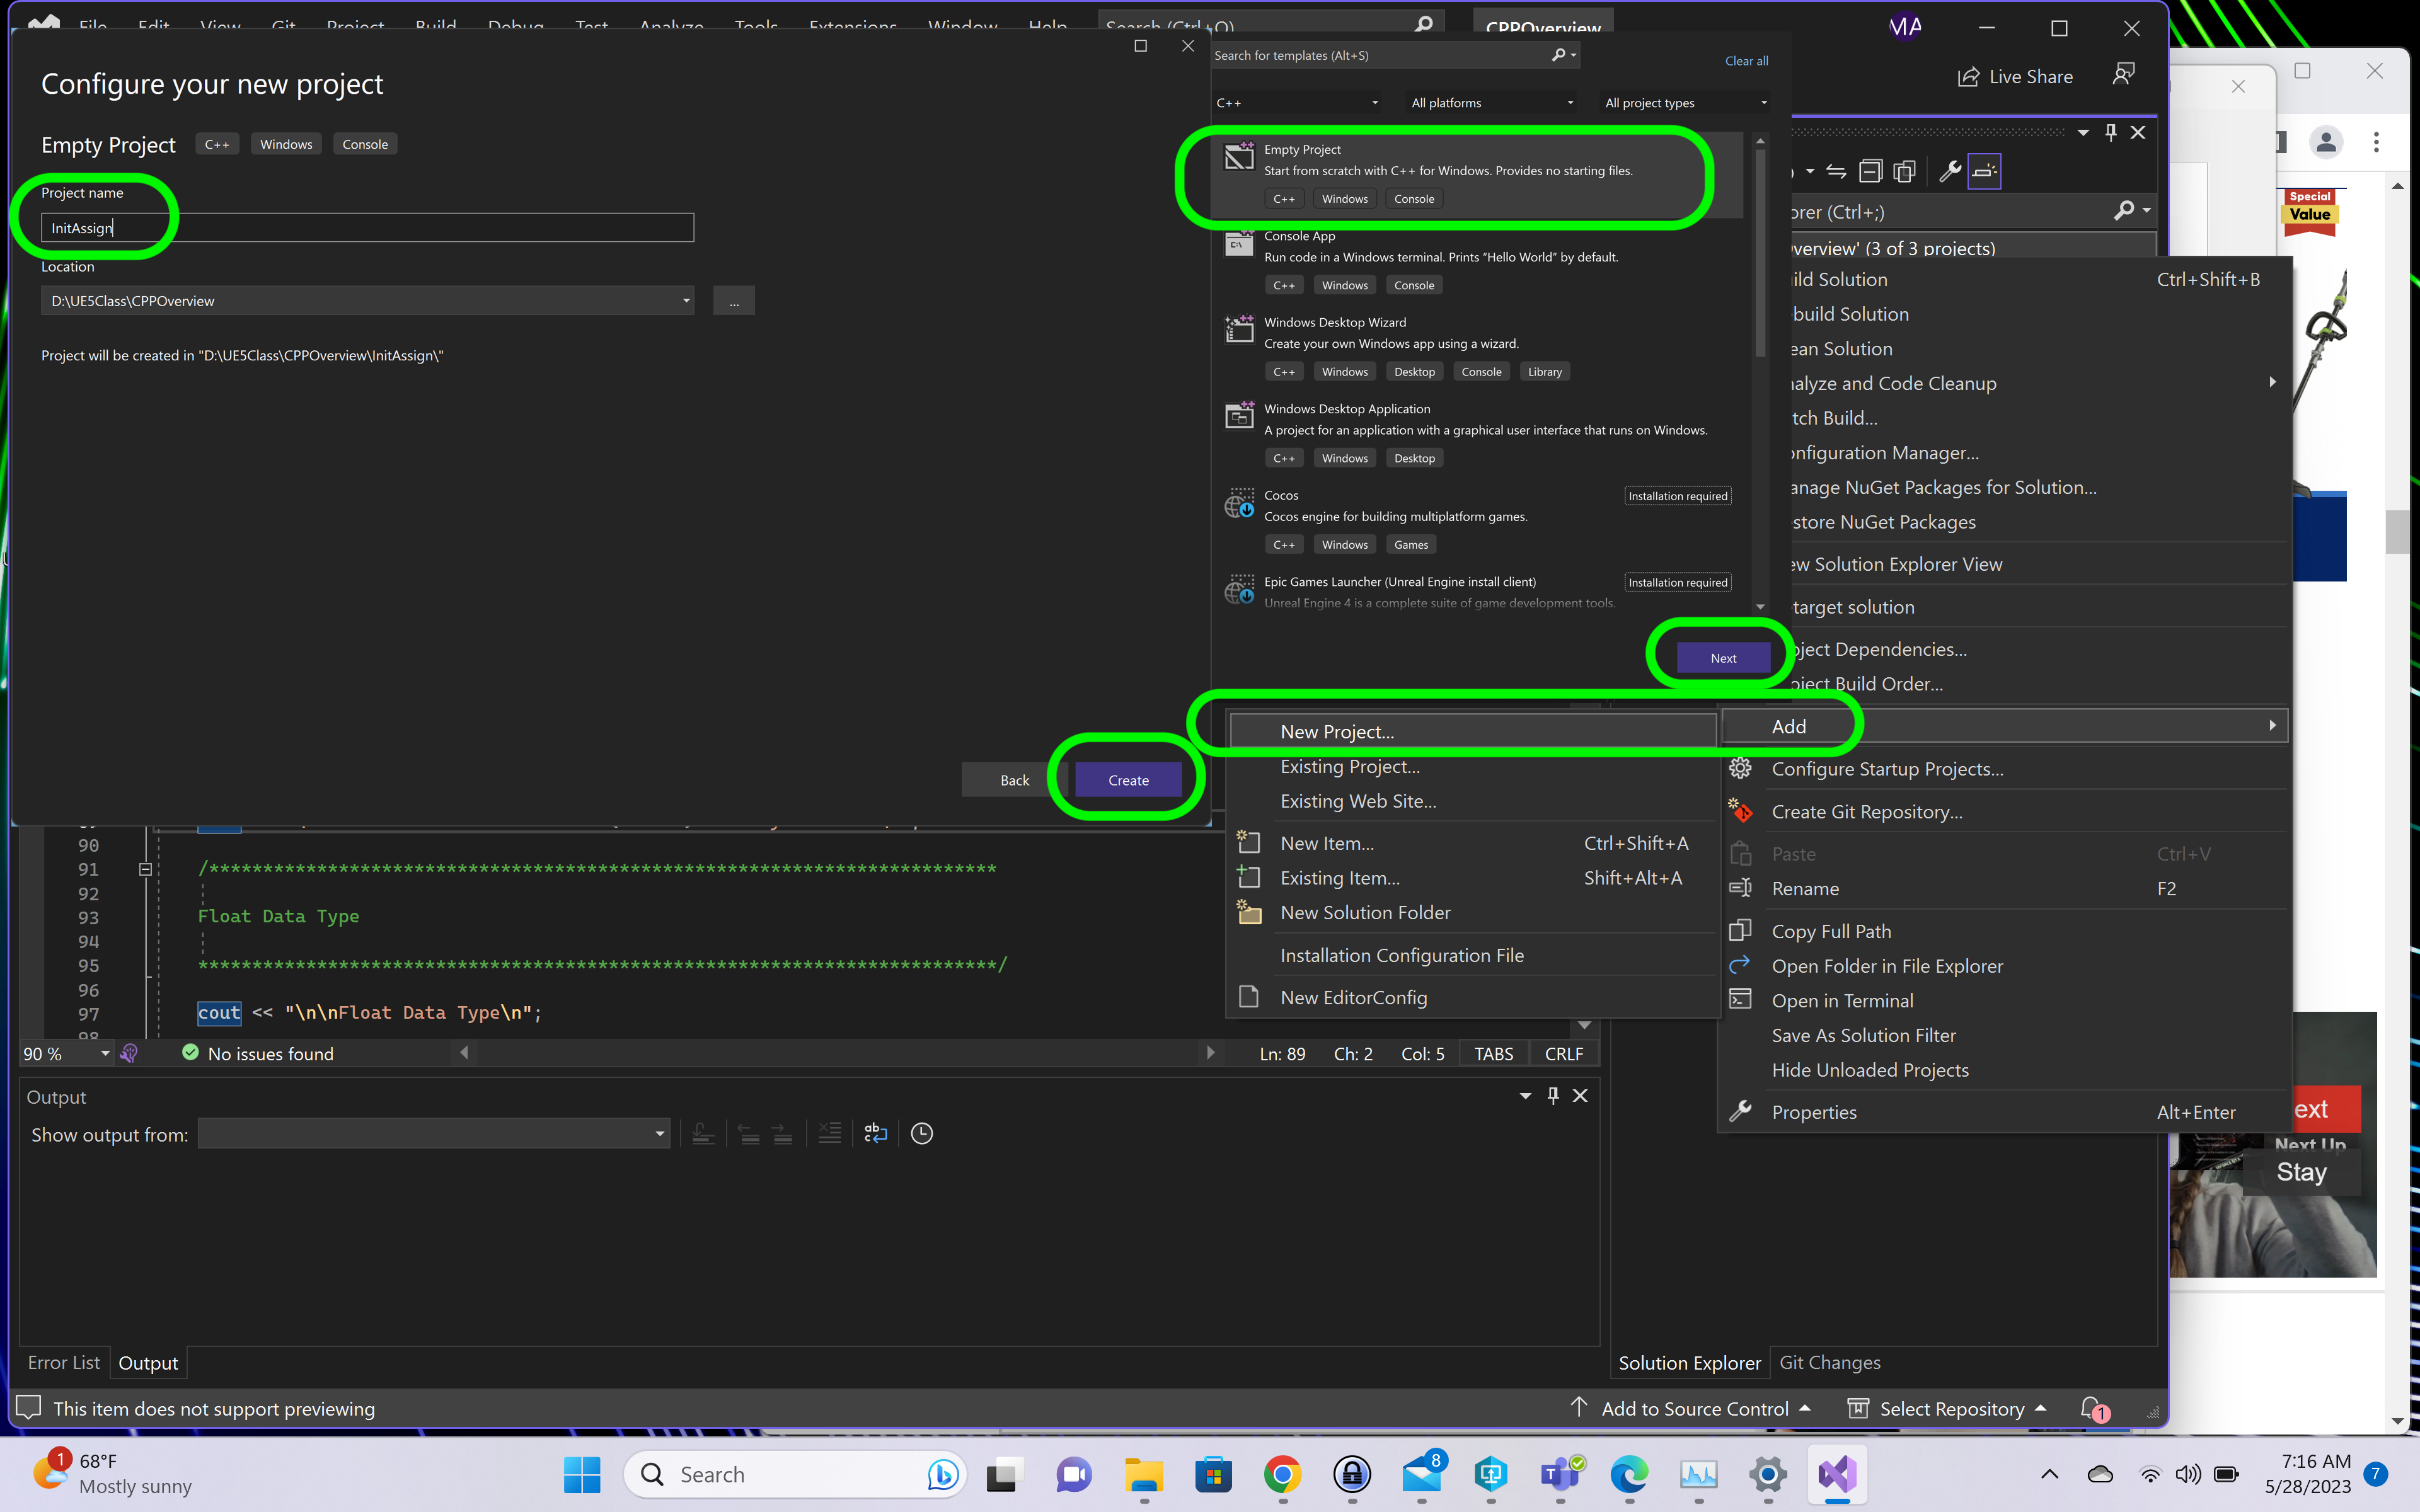 File Edit View Git Project Build Debug Test Analyze Tools Extensions Window Help Search (Ctrl+Q) CPPOverview MA
Live Share
Configure your new project
Empty Project C++ Windows Console
Project name
InitAssign
Location
D:\UE5Class\CPPOverview
...
Project will be created in "D:\UE5Class\CPPOverview\InitAssign\"
Back Create
Search for templates (Alt+S)
Clear all
C++ All platforms All project types
Empty Project
Start from scratch with C++ for Windows. Provides no starting files.
C++ Windows Console
Console App
Run code in a Windows terminal. Prints "Hello World" by default.
C++ Windows Console
Windows Desktop Wizard
Create your own Windows app using a wizard.
C++ Windows Desktop Console Library
Windows Desktop Application
A project for an application with a graphical user interface that runs on Windows.
C++ Windows Desktop
Cocos Installation required
Cocos engine for building multiplatform games.
C++ Windows Games
Epic Games Launcher (Unreal Engine install client) Installation required
Unreal Engine 4 is a complete suite of game development tools.
Next
orer (Ctrl+;)
verview' (3 of 3 projects)
ild Solution Ctrl+Shift+B
build Solution
ean Solution
nalyze and Code Cleanup
tch Build...
onfiguration Manager...
anage NuGet Packages for Solution...
store NuGet Packages
ew Solution Explorer View
target solution
oject Dependencies...
oject Build Order...
Add
Configure Startup Projects...
Create Git Repository...
Paste Ctrl+V
Rename F2
Copy Full Path
Open Folder in File Explorer
Open in Terminal
Save As Solution Filter
Hide Unloaded Projects
Properties Alt+Enter
New Project...
Existing Project...
Existing Web Site...
New Item... Ctrl+Shift+A
Existing Item... Shift+Alt+A
New Solution Folder
Installation Configuration File
New EditorConfig
90
91 /*************************************************************************
92
93 Float Data Type
94
95 **************************************************************************/
96
97 cout << "\n\nFloat Data Type\n";
98
90 % No issues found Ln: 89 Ch: 2 Col: 5 TABS CRLF
Output
Show output from:
Error List Output
Solution Explorer Git Changes
This item does not support previewing
Add to Source Control Select Repository 1
Special
Value
ext
Next Up
Stay
1 68°F
Mostly sunny
Search
8
7:16 AM
5/28/2023
7